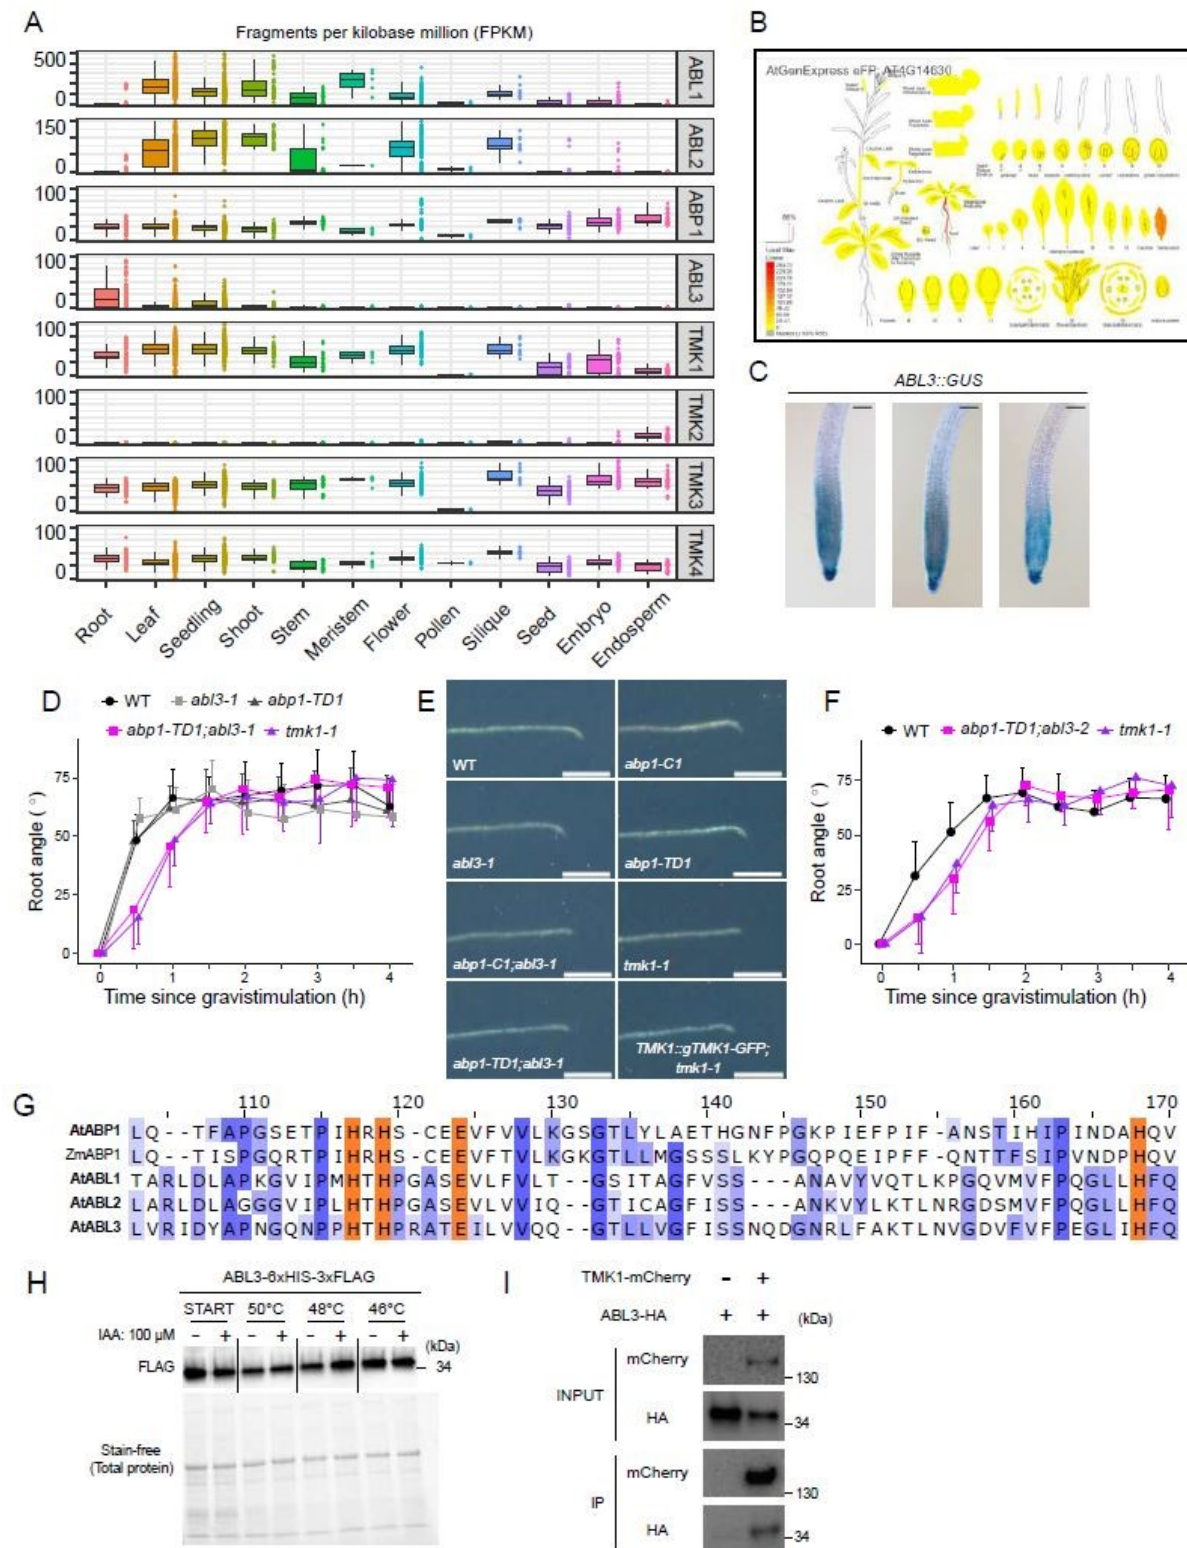 A
Fragments per kilobase million (FPKM)
500
0
ABL1
150
0
ABL2
100
0
ABP1
100
0
ABL3
100
0
TMK1
100
0
TMK2
100
0
TMK3
100
0
TMK4
Root
Leaf
Seedling
Shoot
Stem
Meristem
Flower
Pollen
Silique
Seed
Embryo
Endosperm
B
AtGenExpress eFP: AT4G14630
C
ABL3::GUS
D
WT abl3-1 abp1-TD1
abp1-TD1;abl3-1 tmk1-1
Root angle (°)
75
50
25
0
0 1 2 3 4
Time since gravistimulation (h)
E
WT
abp1-C1
abl3-1
abp1-TD1
abp1-C1;abl3-1
tmk1-1
abp1-TD1;abl3-1
TMK1::gTMK1-GFP;
tmk1-1
F
WT abp1-TD1;abl3-2 tmk1-1
Root angle (°)
75
50
25
0
0 1 2 3 4
Time since gravistimulation (h)
G
110 120 130 140 150 160 170
AtABP1 LQ--TFAPGSETPIHRHS-CEEVFVVLKGSGTLYLAETHGNFPGKPIEFPIF-ANSTIHIPINDAHQV
ZmABP1 LQ--TISPGQRTPIHRHS-CEEVFTVLKGKGTLLMGSSSLKYPGQPQEIPFF-QNTTFSIPVNDPHQV
AtABL1 TARLDLAPKGVIPMHTHPGASEVLFVLT--GSITAGFVSS---ANAVYVQTLKPGQVMVFPQGLLHFQ
AtABL2 LARLDLAGGGVIPLHTHPGASEVLVVIQ--GTICAGFISS---ANKVYLKTLNRGDSMVFPQGLLHFQ
AtABL3 LVRIDYAPNGQNPPHTHPRATEILVVQQ--GTLLVGFISSNQDGNRLFAKTLNVGDVFVFPEGLIHFQ
H
ABL3-6xHIS-3xFLAG
START 50°C 48°C 46°C
IAA: 100 µM - + - + - + - + (kDa)
FLAG 34
Stain-free
(Total protein)
I
TMK1-mCherry - +
ABL3-HA + + (kDa)
INPUT
mCherry
130
HA
34
IP
mCherry
130
HA
34